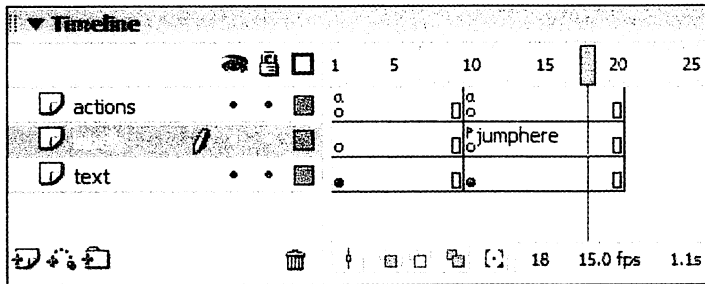 Timeline
1 5 10 15 20 25
actions a a
jumphere
text
18 15.0 fps 1.1s